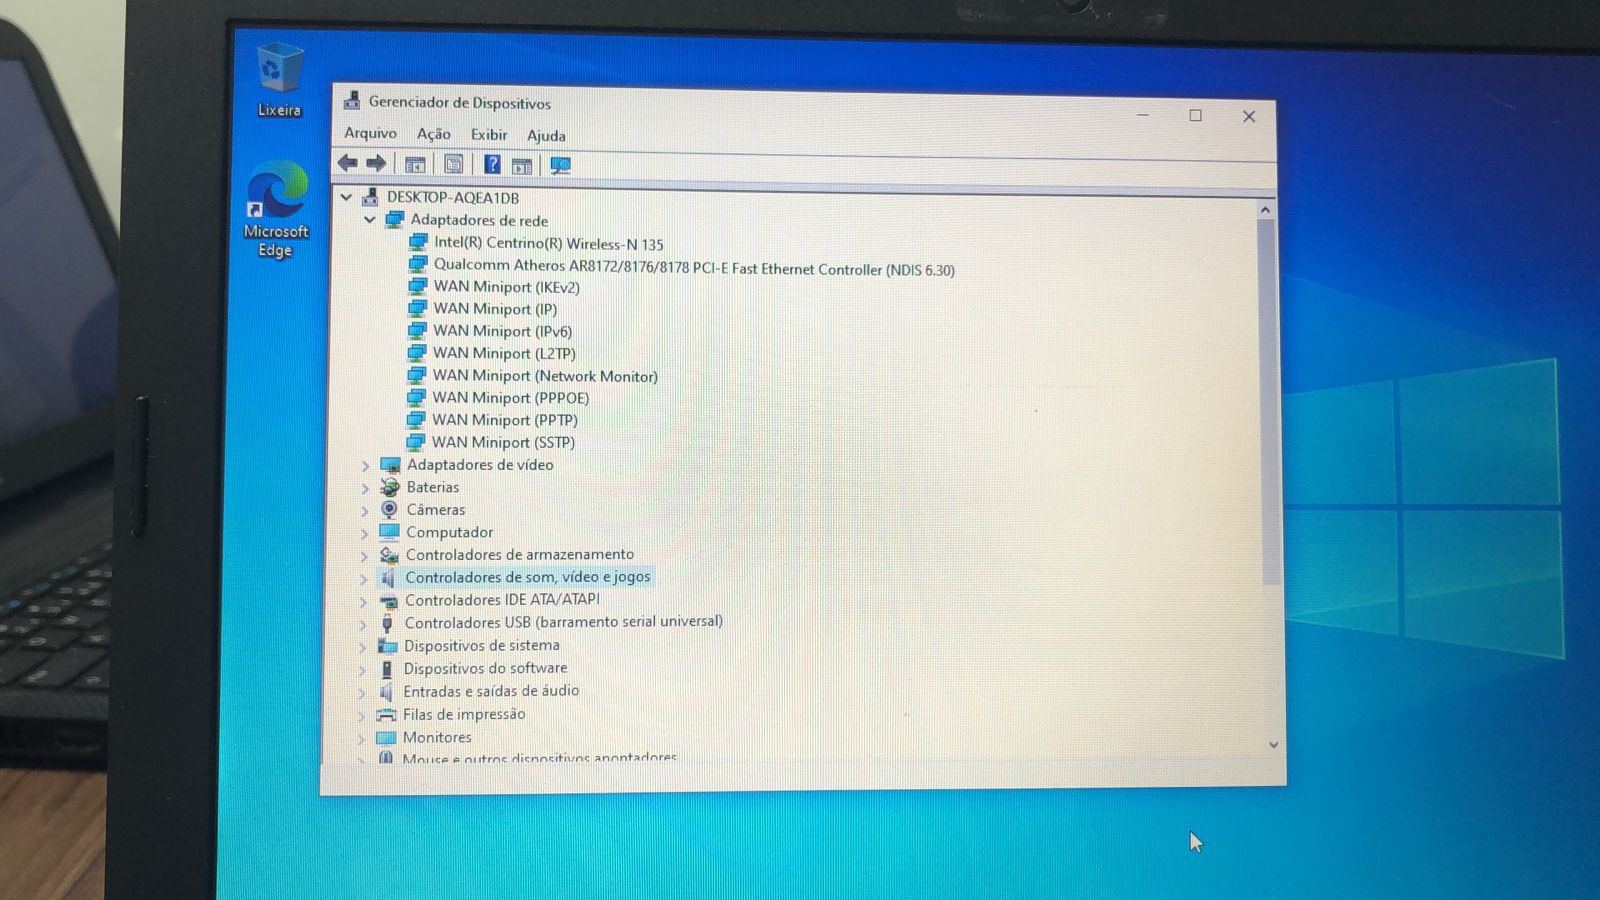 Lixeira
Microsoft
Edge
Gerenciador de Dispositivos
Arquivo Ação Exibir Ajuda
DESKTOP-AQEA1DB
Adaptadores de rede
Intel(R) Centrino(R) Wireless-N 135
Qualcomm Atheros AR8172/8176/8178 PCI-E Fast Ethernet Controller (NDIS 6.30)
WAN Miniport (IKEv2)
WAN Miniport (IP)
WAN Miniport (IPv6)
WAN Miniport (L2TP)
WAN Miniport (Network Monitor)
WAN Miniport (PPPOE)
WAN Miniport (PPTP)
WAN Miniport (SSTP)
Adaptadores de vídeo
Baterias
Câmeras
Computador
Controladores de armazenamento
Controladores de som, vídeo e jogos
Controladores IDE ATA/ATAPI
Controladores USB (barramento serial universal)
Dispositivos de sistema
Dispositivos do software
Entradas e saídas de áudio
Filas de impressão
Monitores
Mouse e outros dispositivos apontadores